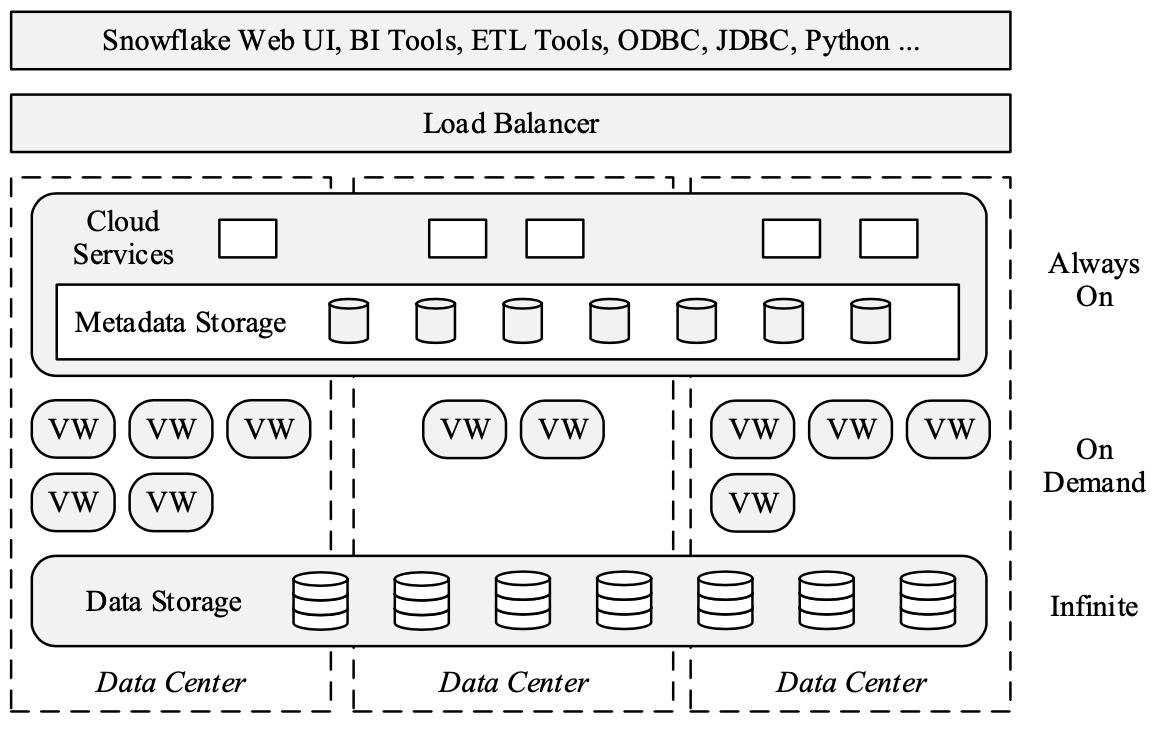 Snowflake Web UI, BI Tools, ETL Tools, ODBC, JDBC, Python ...
Load Balancer
Cloud
Services
Metadata Storage
Always
On
VW VW VW VW VW VW VW VW
VW VW VW
On
Demand
Data Storage
Infinite
Data Center Data Center Data Center